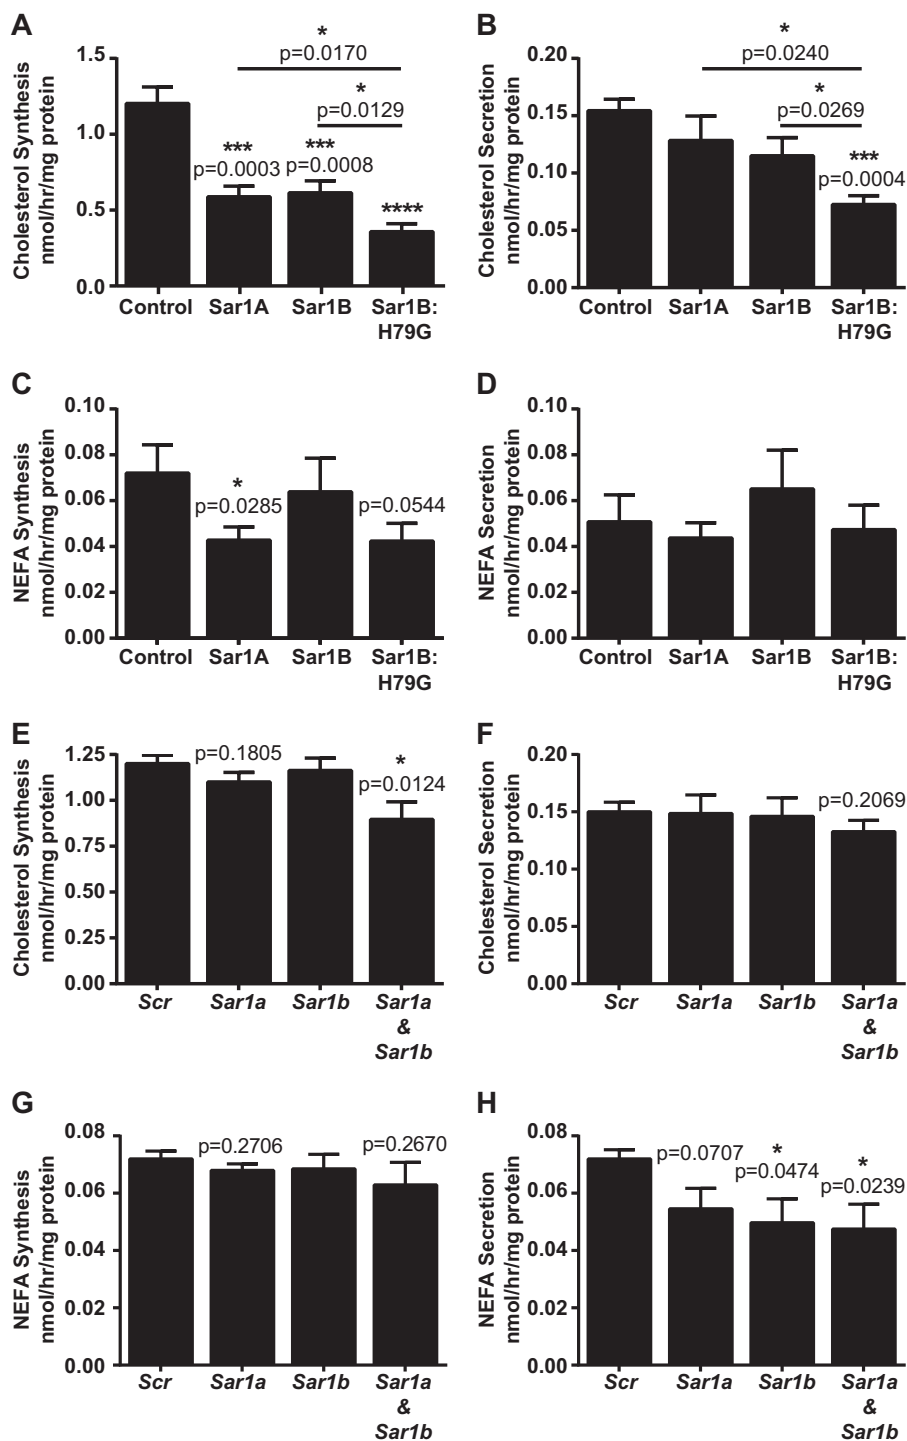 A
Cholesterol Synthesis
nmol/hr/mg protein
1.5
1.0
0.5
0.0
*
p=0.0170
*
p=0.0129
***
p=0.0003
***
p=0.0008
****
Control
Sar1A
Sar1B
Sar1B:
H79G
B
Cholesterol Secretion
nmol/hr/mg protein
0.20
0.15
0.10
0.05
0.00
*
p=0.0240
*
p=0.0269
***
p=0.0004
Control
Sar1A
Sar1B
Sar1B:
H79G
C
NEFA Synthesis
nmol/hr/mg protein
0.10
0.08
0.06
0.04
0.02
0.00
*
p=0.0285
p=0.0544
Control
Sar1A
Sar1B
Sar1B:
H79G
D
NEFA Secretion
nmol/hr/mg protein
0.10
0.08
0.06
0.04
0.02
0.00
Control
Sar1A
Sar1B
Sar1B:
H79G
E
Cholesterol Synthesis
nmol/hr/mg protein
1.25
1.00
0.75
0.50
0.25
0.00
p=0.1805
*
p=0.0124
Scr
Sar1a
Sar1b
Sar1a
&
Sar1b
F
Cholesterol Secretion
nmol/hr/mg protein
0.20
0.15
0.10
0.05
0.00
p=0.2069
Scr
Sar1a
Sar1b
Sar1a
&
Sar1b
G
NEFA Synthesis
nmol/hr/mg protein
0.08
0.06
0.04
0.02
0.00
p=0.2706
p=0.2670
Scr
Sar1a
Sar1b
Sar1a
&
Sar1b
H
NEFA Secretion
nmol/hr/mg protein
0.08
0.06
0.04
0.02
0.00
p=0.0707
*
p=0.0474
*
p=0.0239
Scr
Sar1a
Sar1b
Sar1a
&
Sar1b